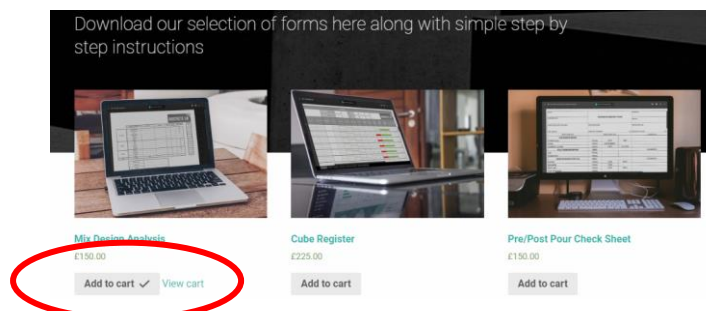 Download our selection of forms here along with simple step by
step instructions
Mix Design Analysis
£150.00
Add to cart ✓ View cart
Cube Register
£225.00
Add to cart
Pre/Post Pour Check Sheet
£150.00
Add to cart